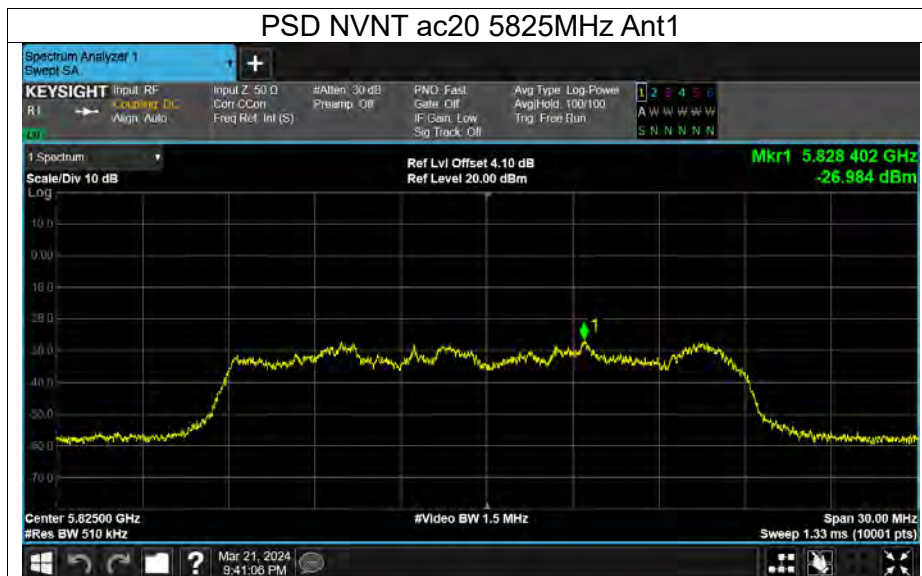 PSD NVNT ac20 5825MHz Ant1
Spectrum Analyzer 1
Swept SA
+
KEYSIGHT Input: RF Input Z: 50 Ω #Atten: 30 dB PNO: Fast Avg Type: Log-Power 1 2 3 4 5 6
Coupling: DC Corr CCorr Preamp: Off Gate: Off Avg|Hold: 100/100 A W W W W W
Align: Auto Freq Ref: Int (S) IF Gain: Low Trig: Free Run
Sig Track: Off S N N N N N
1 Spectrum
Ref Lvl Offset 4.10 dB Mkr1 5.828 402 GHz
Scale/Div 10 dB Ref Level 20.00 dBm -26.984 dBm
Log
10.0
0.00
1
-40.0
-50.0
-60.0
-70.0
Center 5.82500 GHz #Video BW 1.5 MHz Span 30.00 MHz
#Res BW 510 kHz Sweep 1.33 ms (10001 pts)
? Mar 21, 2024
9:41:06 PM